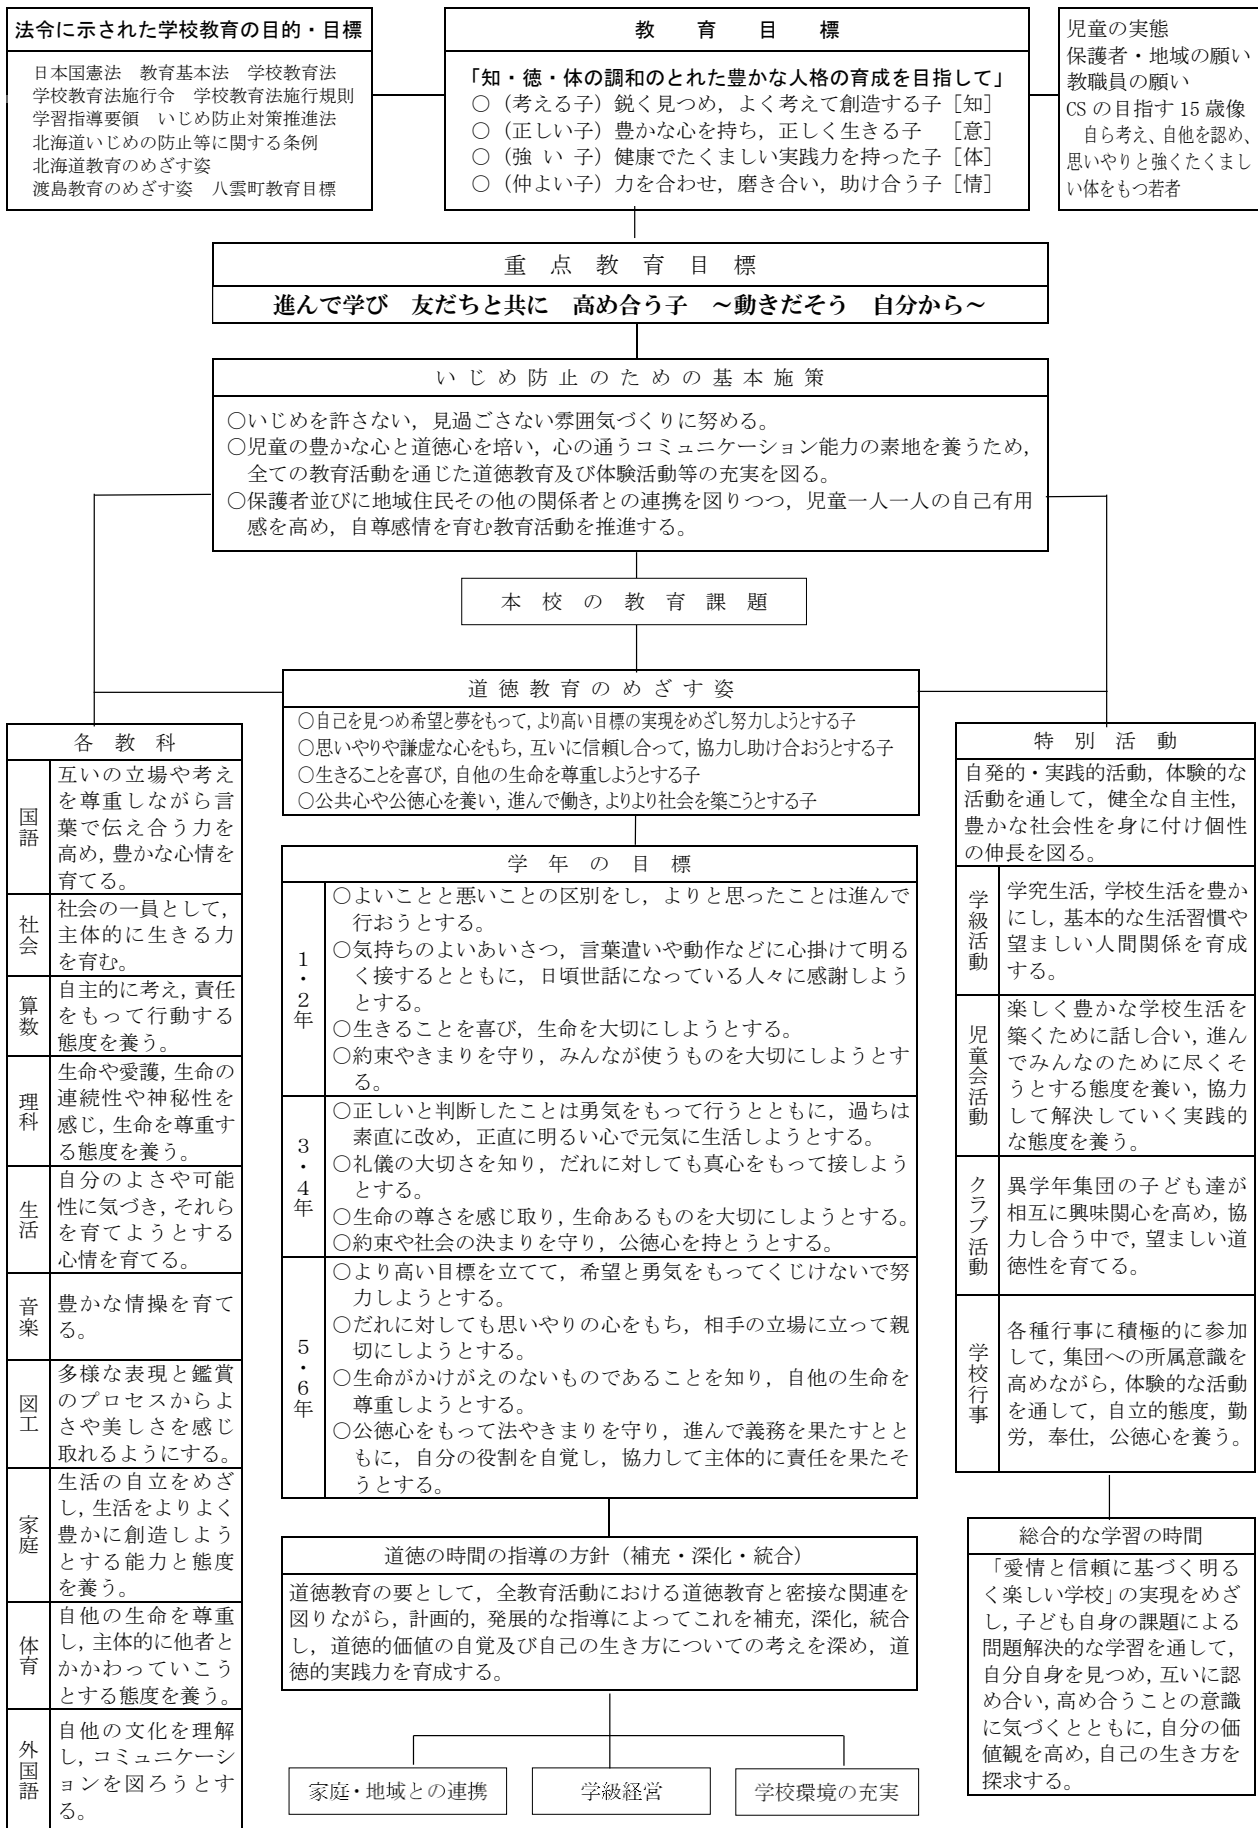 法令に示された学校教育の目的・目標
日本国憲法　教育基本法　学校教育法
学校教育法施行令　学校教育法施行規則
学習指導要領　いじめ防止対策推進法
北海道いじめの防止等に関する条例
北海道教育のめざす姿
渡島教育のめざす姿　八雲町教育目標
教　育　目　標
「知・徳・体の調和のとれた豊かな人格の育成を目指して」
○（考える子）鋭く見つめ，よく考えて創造する子［知］
○（正しい子）豊かな心を持ち，正しく生きる子　［意］
○（強 い 子）健康でたくましい実践力を持った子［体］
○（仲よい子）力を合わせ，磨き合い，助け合う子［情］
児童の実態
保護者・地域の願い
教職員の願い
CS の目指す 15 歳像
自ら考え、自他を認め、
思いやりと強くたくまし
い体をもつ若者
重 点 教 育 目 標
進んで学び　友だちと共に　高め合う子　～動きだそう　自分から～
い じ め 防 止 の た め の 基 本 施 策
○いじめを許さない，見過ごさない雰囲気づくりに努める。
○児童の豊かな心と道徳心を培い，心の通うコミュニケーション能力の素地を養うため，
全ての教育活動を通じた道徳教育及び体験活動等の充実を図る。
○保護者並びに地域住民その他の関係者との連携を図りつつ，児童一人一人の自己有用
感を高め，自尊感情を育む教育活動を推進する。
本 校 の 教 育 課 題
道 徳 教 育 の め ざ す 姿
○自己を見つめ希望と夢をもって，より高い目標の実現をめざし努力しようとする子
○思いやりや謙虚な心をもち，互いに信頼し合って，協力し助け合おうとする子
○生きることを喜び，自他の生命を尊重しようとする子
○公共心や公徳心を養い，進んで働き，よりより社会を築こうとする子
各 教 科
国語
互いの立場や考え
を尊重しながら言
葉で伝え合う力を
高め，豊かな心情を
育てる。
社会
社会の一員として，
主体的に生きる力
を育む。
算数
自主的に考え，責任
をもって行動する
態度を養う。
理科
生命や愛護，生命の
連続性や神秘性を
感じ，生命を尊重す
る態度を養う。
生活
自分のよさや可能
性に気づき，それら
を育てようとする
心情を育てる。
音楽
豊かな情操を育て
る。
図工
多様な表現と鑑賞
のプロセスからよ
さや美しさを感じ
取れるようにする。
家庭
生活の自立をめざ
し，生活をよりよく
豊かに創造しよう
とする能力と態度
を養う。
体育
自他の生命を尊重
し，主体的に他者と
かかわっていこう
とする態度を養う。
外国語
自他の文化を理解
し，コミュニケーシ
ョンを図ろうとす
る。
学 年 の 目 標
１・２年
○よいことと悪いことの区別をし，よりと思ったことは進んで
行おうとする。
○気持ちのよいあいさつ，言葉遣いや動作などに心掛けて明る
く接するとともに，日頃世話になっている人々に感謝しよう
とする。
○生きることを喜び，生命を大切にしようとする。
○約束やきまりを守り，みんなが使うものを大切にしようとす
る。
３・４年
○正しいと判断したことは勇気をもって行うとともに，過ちは
素直に改め，正直に明るい心で元気に生活しようとする。
○礼儀の大切さを知り，だれに対しても真心をもって接しよう
とする。
○生命の尊さを感じ取り，生命あるものを大切にしようとする。
○約束や社会の決まりを守り，公徳心を持とうとする。
５・６年
○より高い目標を立てて，希望と勇気をもってくじけないで努
力しようとする。
○だれに対しても思いやりの心をもち，相手の立場に立って親
切にしようとする。
○生命がかけがえのないものであることを知り，自他の生命を
尊重しようとする。
○公徳心をもって法やきまりを守り，進んで義務を果たすとと
もに，自分の役割を自覚し，協力して主体的に責任を果たそ
うとする。
道徳の時間の指導の方針（補充・深化・統合）
道徳教育の要として，全教育活動における道徳教育と密接な関連を
図りながら，計画的，発展的な指導によってこれを補充，深化，統合
し，道徳的価値の自覚及び自己の生き方についての考えを深め，道
徳的実践力を育成する。
家庭・地域との連携
学級経営
学校環境の充実
特 別 活 動
自発的・実践的活動，体験的な
活動を通して，健全な自主性，
豊かな社会性を身に付け個性
の伸長を図る。
学級活動
学究生活，学校生活を豊か
にし，基本的な生活習慣や
望ましい人間関係を育成
する。
児童会活動
楽しく豊かな学校生活を
築くために話し合い，進ん
でみんなのために尽くそ
うとする態度を養い，協力
して解決していく実践的
な態度を養う。
クラブ活動
異学年集団の子ども達が
相互に興味関心を高め，協
力し合う中で，望ましい道
徳性を育てる。
学校行事
各種行事に積極的に参加
して，集団への所属意識を
高めながら，体験的な活動
を通して，自立的態度，勤
労，奉仕，公徳心を養う。
総合的な学習の時間
「愛情と信頼に基づく明る
く楽しい学校」の実現をめざ
し，子ども自身の課題による
問題解決的な学習を通して，
自分自身を見つめ，互いに認
め合い，高め合うことの意識
に気づくとともに，自分の価
値観を高め，自己の生き方を
探求する。